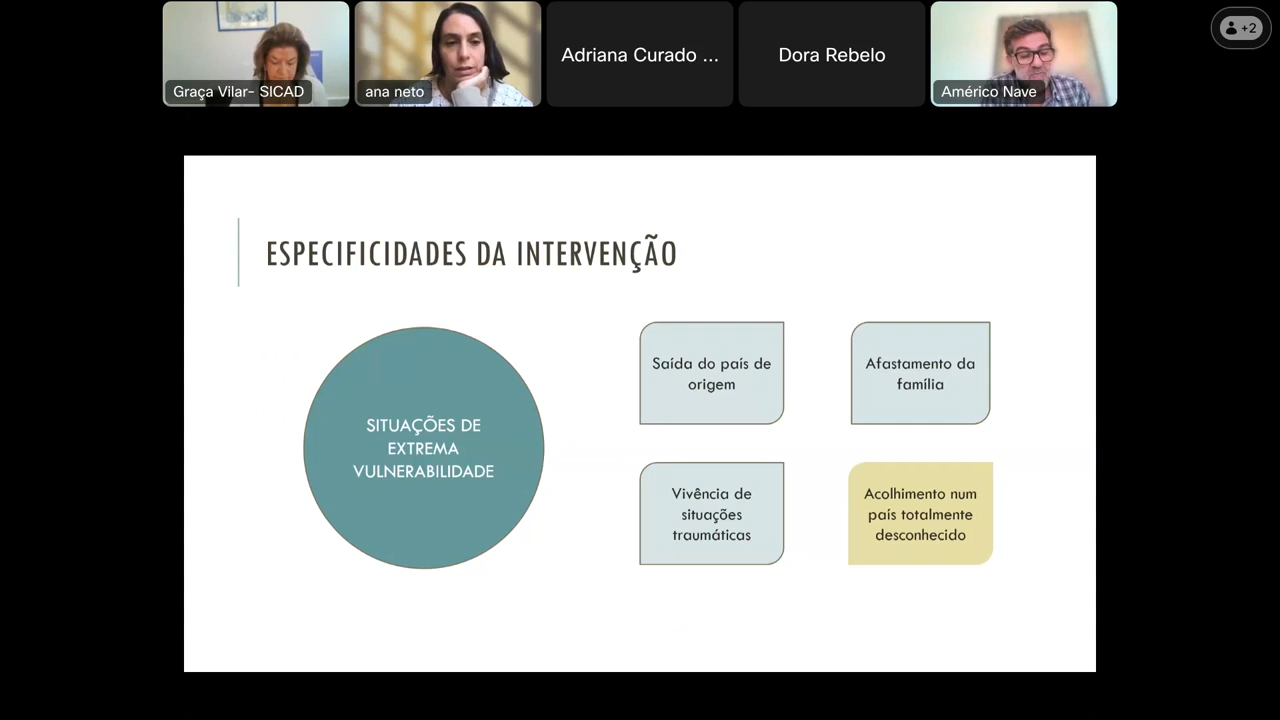 Graça Vilar- SICAD
ana neto
Adriana Curado ...
Dora Rebelo
Américo Nave
+2
ESPECIFICIDADES DA INTERVENÇÃO
SITUAÇÕES DE
EXTREMA
VULNERABILIDADE
Saída do país de
origem
Afastamento da
família
Vivência de
situações
traumáticas
Acolhimento num
país totalmente
desconhecido